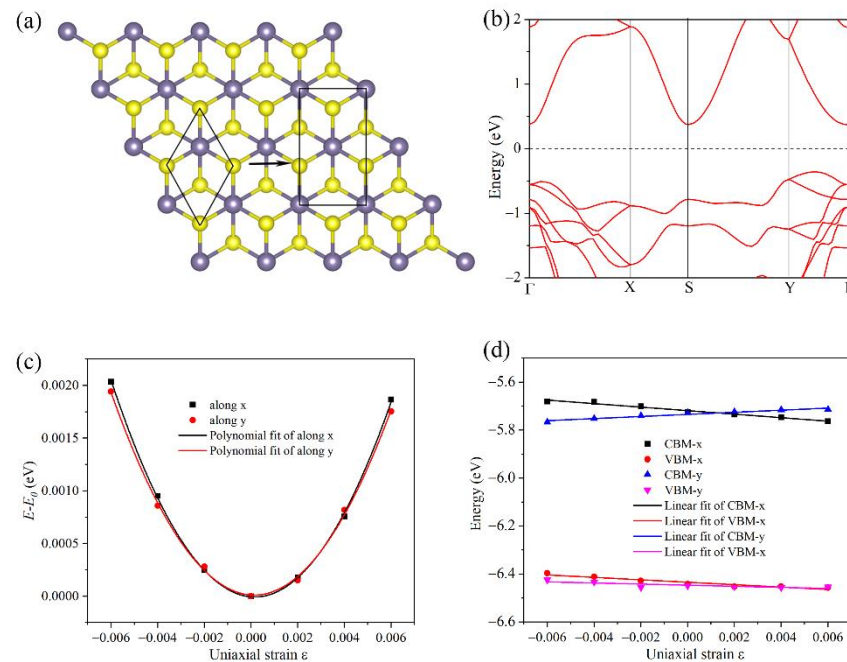 (a)
(b)
2
1
0
−1
−2
Energy (eV)
Γ
X
S
Y
(c)
0.0020
0.0015
0.0010
0.0005
0.0000
E-E0 (eV)
along x
along y
Polynomial fit of along x
Polynomial fit of along y
−0.006 −0.004 −0.002 0.000 0.002 0.004 0.006
Uniaxial strain ε
(d)
−5.6
−5.8
−6.0
−6.2
−6.4
−6.6
Energy (eV)
CBM-x
VBM-x
CBM-y
VBM-y
Linear fit of CBM-x
Linear fit of VBM-x
Linear fit of CBM-y
Linear fit of VBM-x
−0.006 −0.004 −0.002 0.000 0.002 0.004 0.006
Uniaxial strain ε